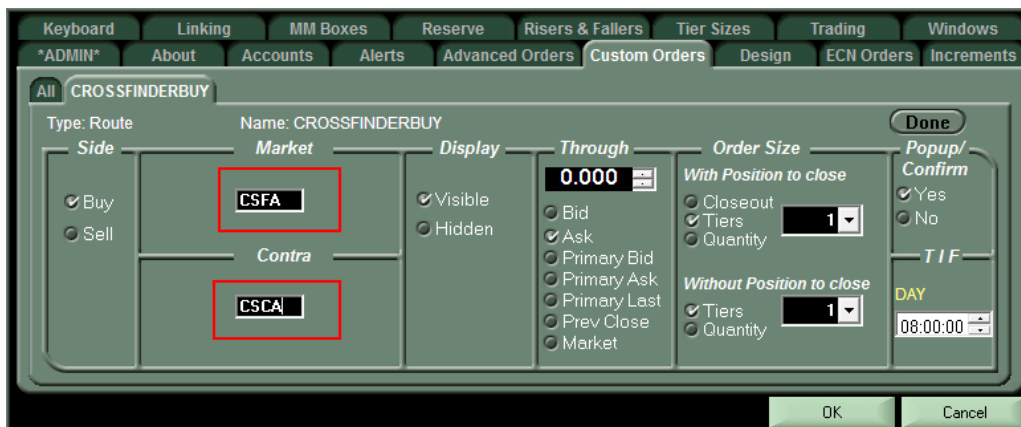 Keyboard Linking MM Boxes Reserve Risers & Fallers Tier Sizes Trading Windows
*ADMIN* About Accounts Alerts Advanced Orders Custom Orders Design ECN Orders Increments
All CROSSFINDERBUY
Type: Route Name: CROSSFINDERBUY Done
Side Market Display Through Order Size Popup/
Confirm
0.000 With Position to close
CSFA Visible Closeout Yes
Buy Bid Tiers 1 No
Sell Hidden Ask Quantity
Contra Primary Bid TIF
Primary Ask Without Position to close
CSCA Primary Last Tiers 1 DAY
Prev Close Quantity 08:00:00
Market
OK Cancel